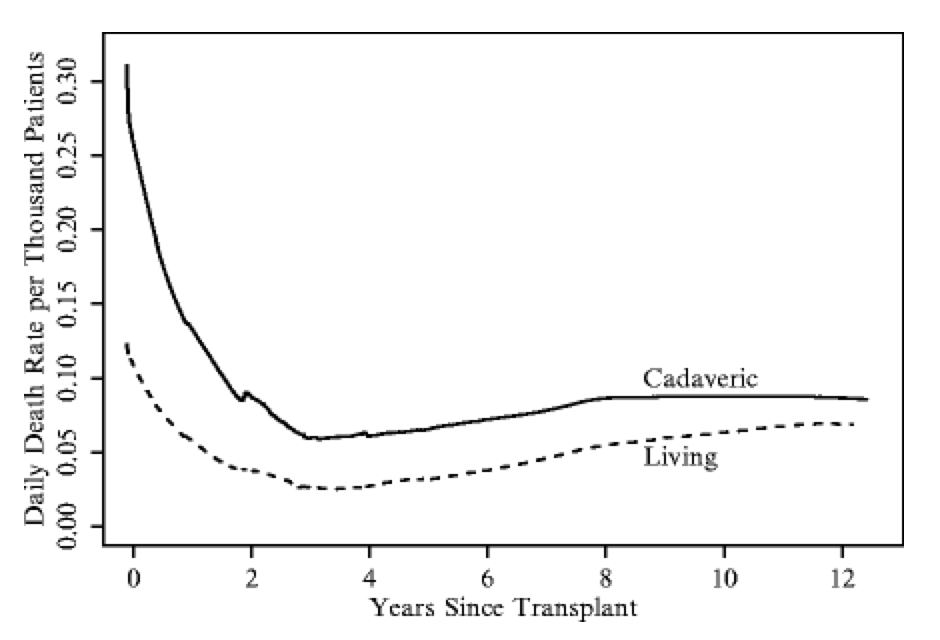 Daily Death Rate per Thousand Patients
0.30
0.25
0.20
0.15
0.10
0.05
0.00
Cadaveric
Living
0 2 4 6 8 10 12
Years Since Transplant